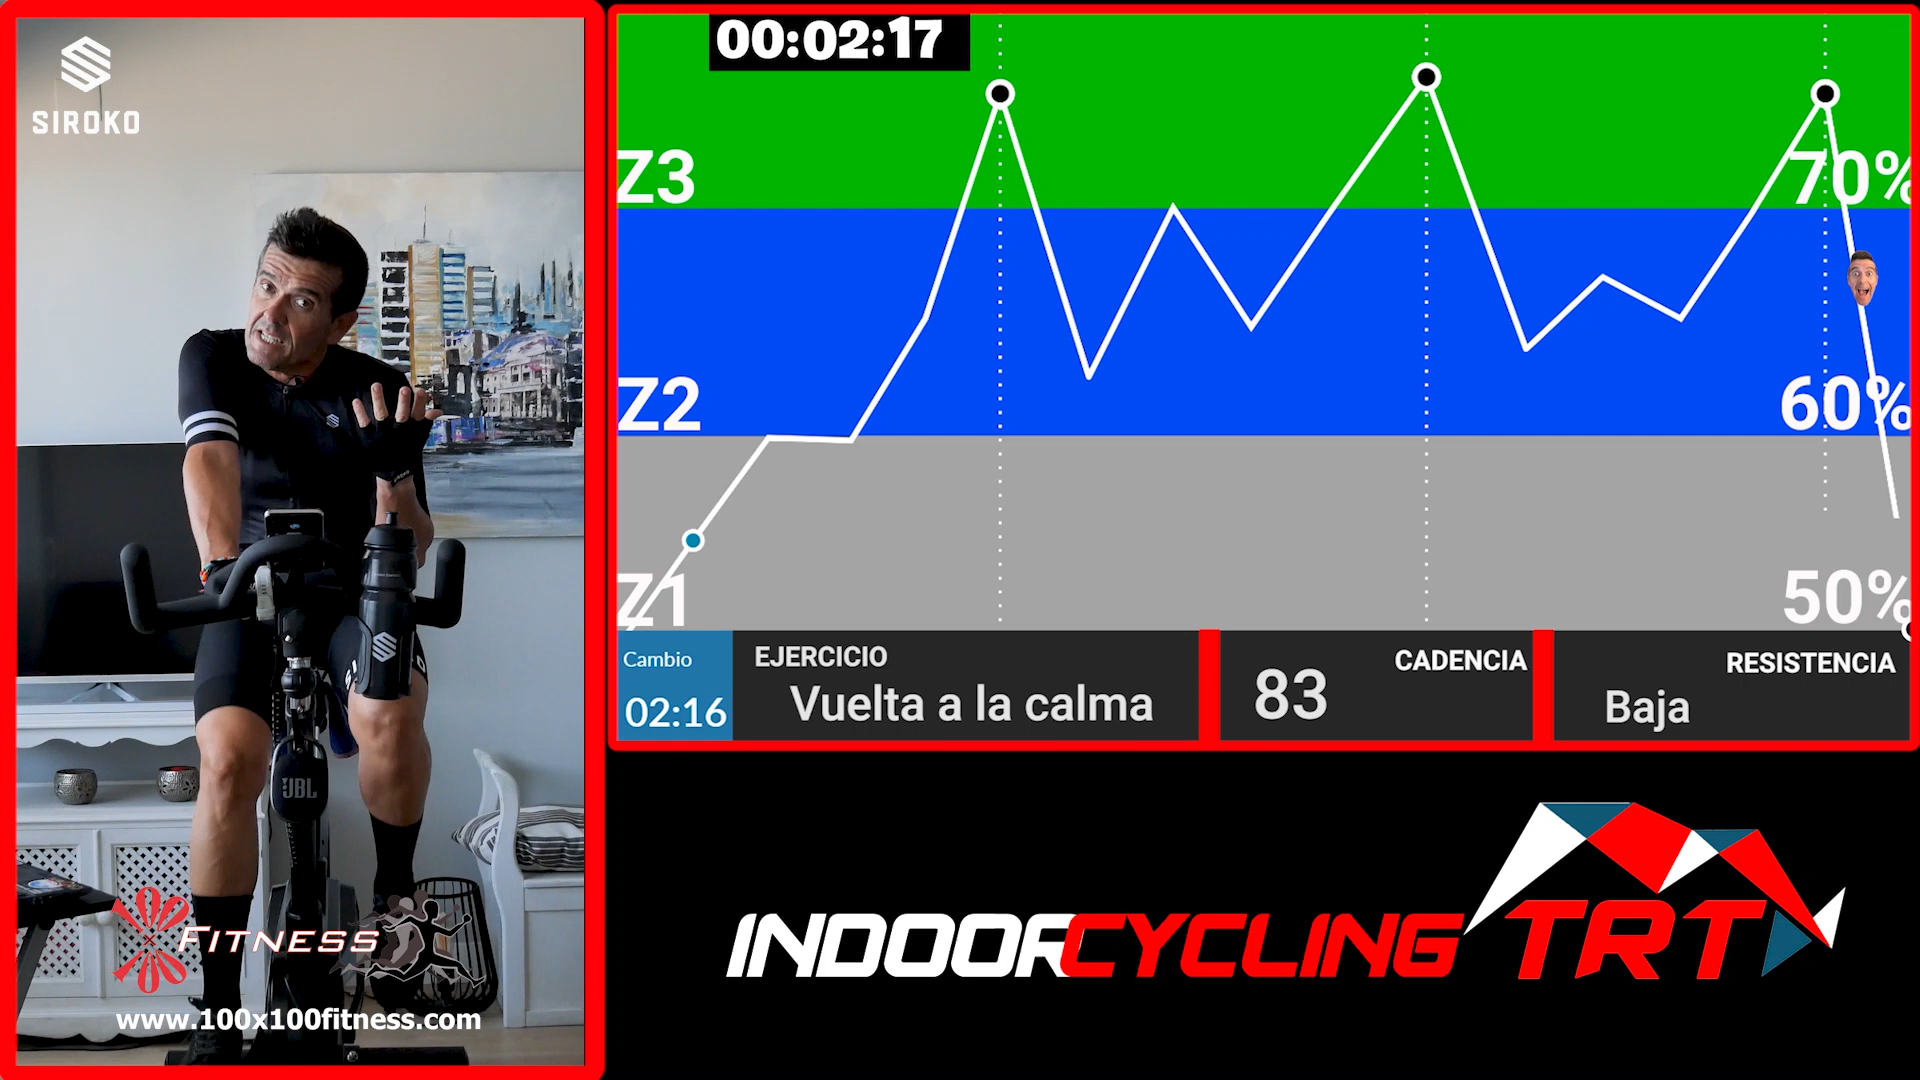 SIROKO
JBL
FITNESS
www.100x100fitness.com
00:02:17
Z3
70%
Z2
60%
Z1
50%
Cambio
02:16
EJERCICIO
Vuelta a la calma
83
CADENCIA
RESISTENCIA
Baja
INDOORCYCLING TRT